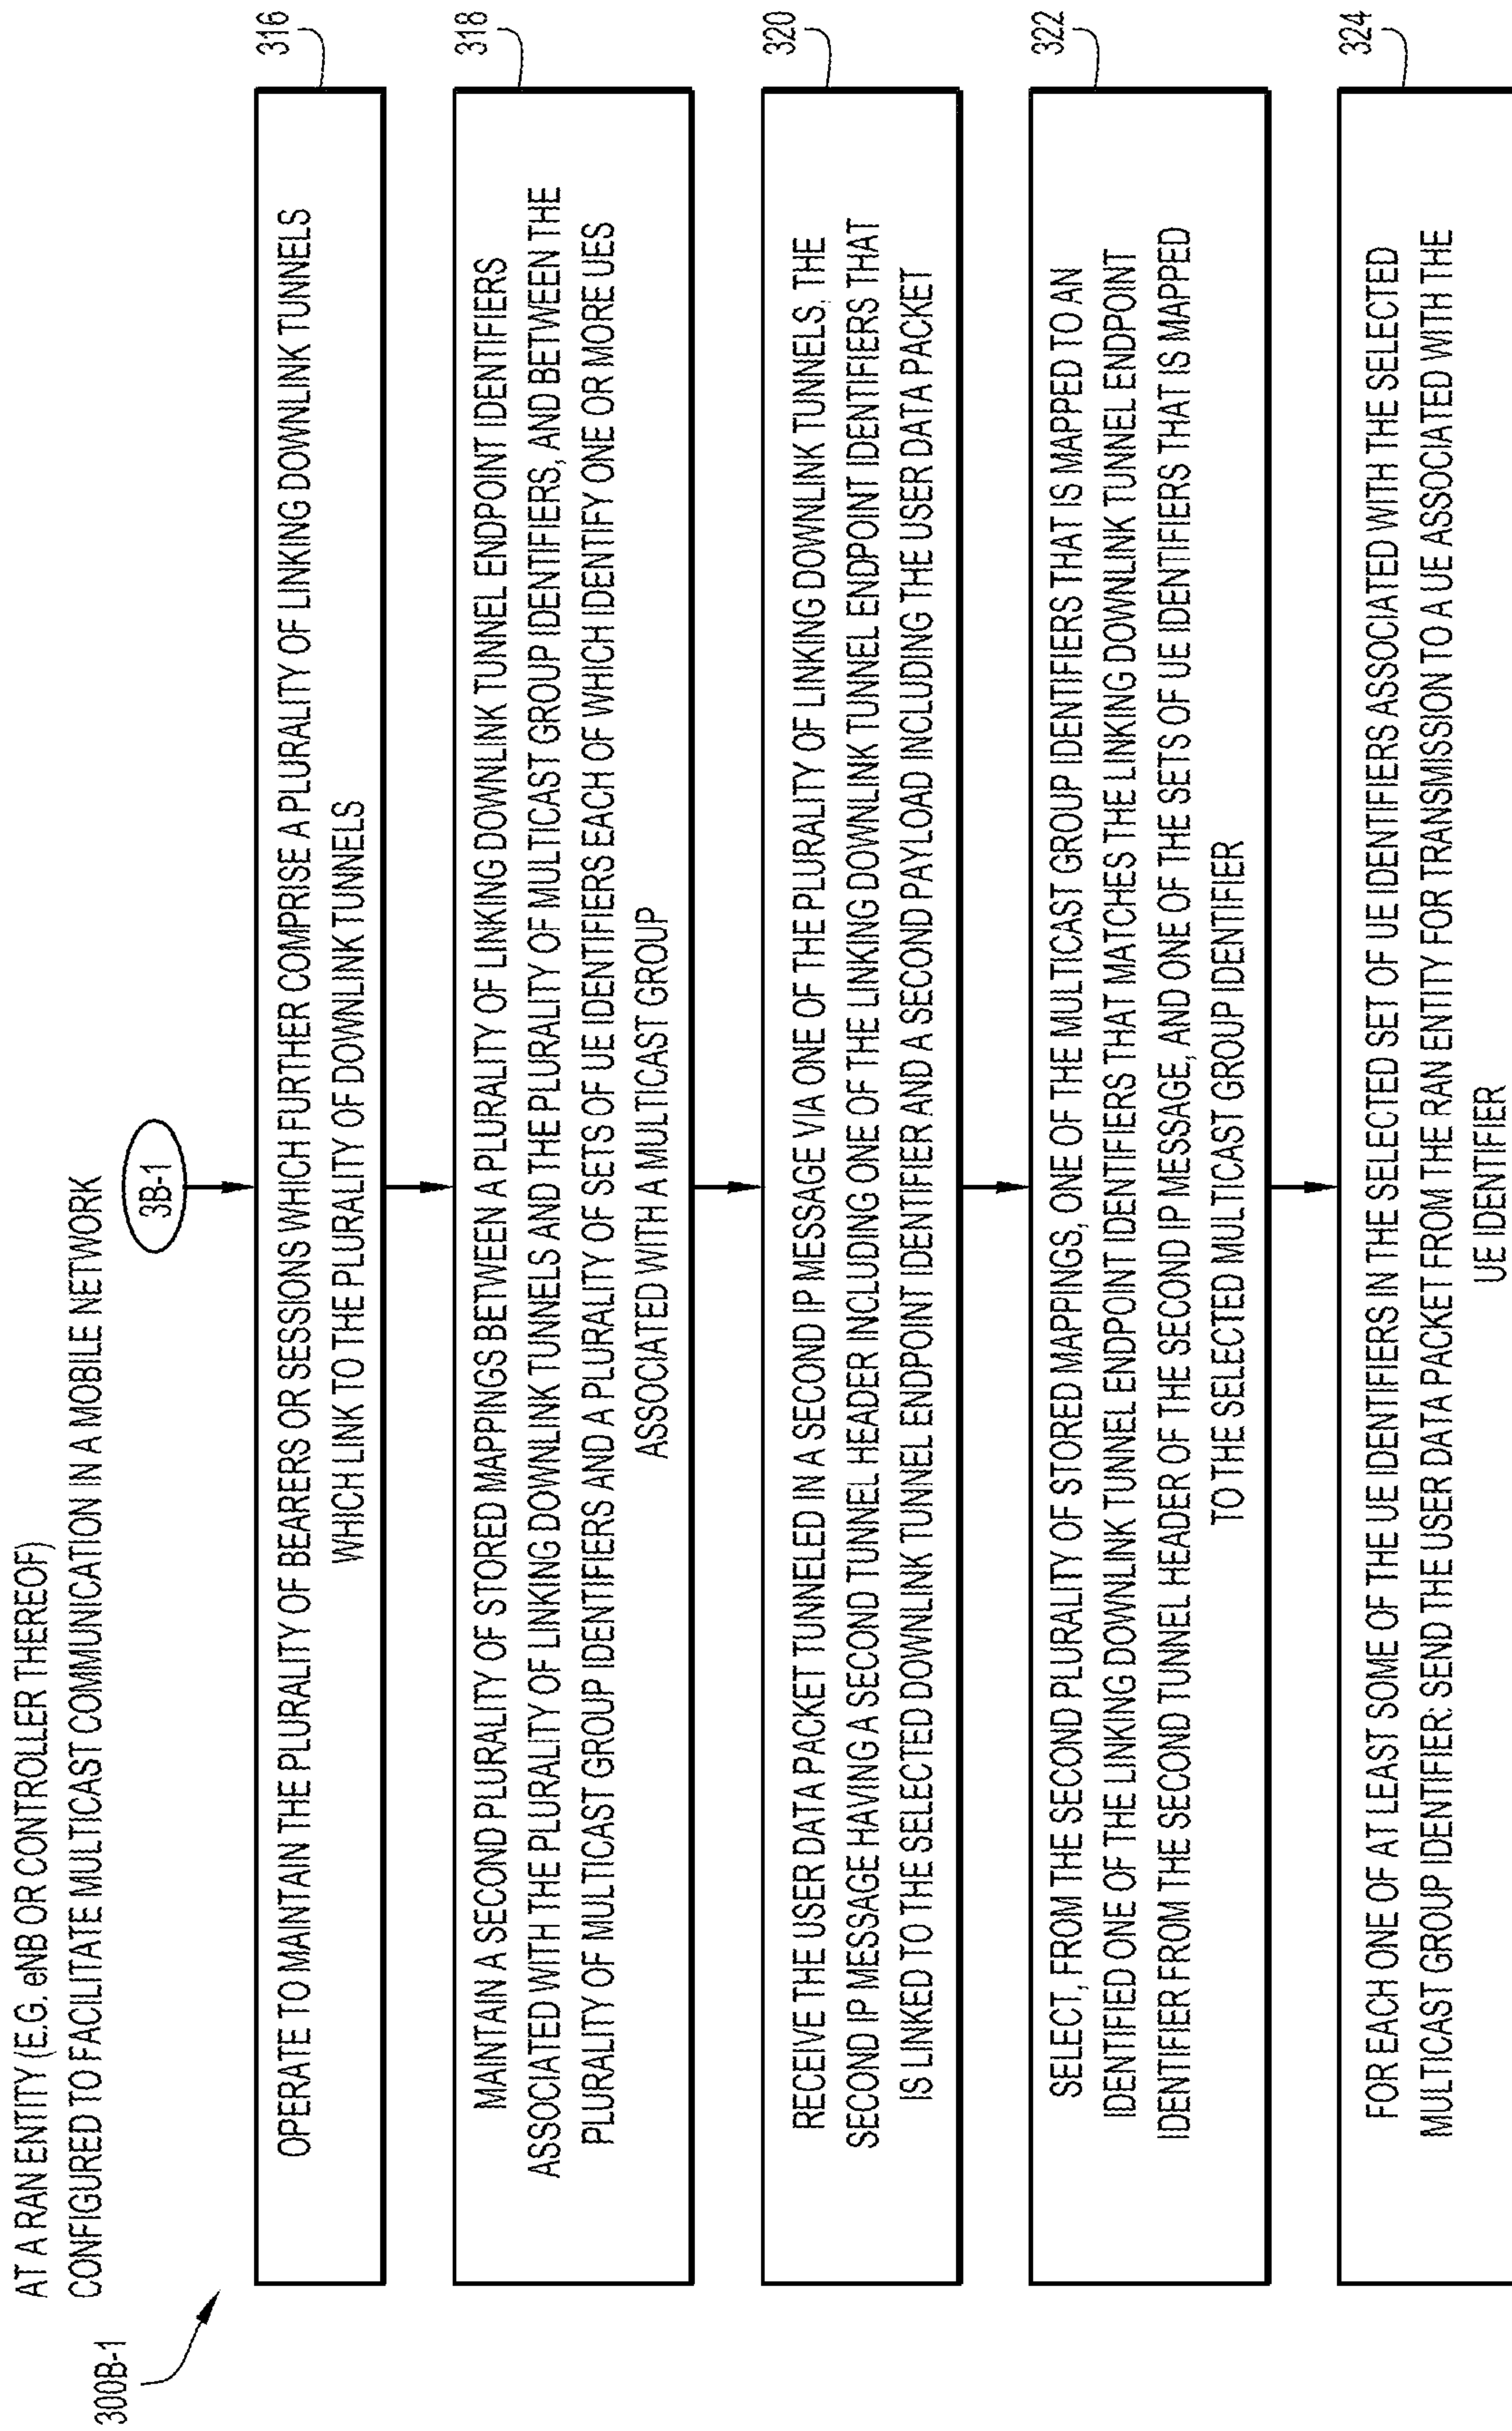 AT A RAN ENTITY (E.G. eNB OR CONTROLLER THEREOF)
CONFIGURED TO FACILITATE MULTICAST COMMUNICATION IN A MOBILE NETWORK
300B-1
3B-1
316
OPERATE TO MAINTAIN THE PLURALITY OF BEARERS OR SESSIONS WHICH FURTHER COMPRISE A PLURALITY OF LINKING DOWNLINK TUNNELS
WHICH LINK TO THE PLURALITY OF DOWNLINK TUNNELS
318
MAINTAIN A SECOND PLURALITY OF STORED MAPPINGS BETWEEN A PLURALITY OF LINKING DOWNLINK TUNNEL ENDPOINT IDENTIFIERS
ASSOCIATED WITH THE PLURALITY OF LINKING DOWNLINK TUNNELS AND THE PLURALITY OF MULTICAST GROUP IDENTIFIERS, AND BETWEEN THE
PLURALITY OF MULTICAST GROUP IDENTIFIERS AND A PLURALITY OF SETS OF UE IDENTIFIERS EACH OF WHICH IDENTIFY ONE OR MORE UES
ASSOCIATED WITH A MULTICAST GROUP
320
RECEIVE THE USER DATA PACKET TUNNELED IN A SECOND IP MESSAGE VIA ONE OF THE PLURALITY OF LINKING DOWNLINK TUNNELS, THE
SECOND IP MESSAGE HAVING A SECOND TUNNEL HEADER INCLUDING ONE OF THE LINKING DOWNLINK TUNNEL ENDPOINT IDENTIFIERS THAT
IS LINKED TO THE SELECTED DOWNLINK TUNNEL ENDPOINT IDENTIFIER AND A SECOND PAYLOAD INCLUDING THE USER DATA PACKET
322
SELECT, FROM THE SECOND PLURALITY OF STORED MAPPINGS, ONE OF THE MULTICAST GROUP IDENTIFIERS THAT IS MAPPED TO AN
IDENTIFIED ONE OF THE LINKING DOWNLINK TUNNEL ENDPOINT IDENTIFIERS THAT MATCHES THE LINKING DOWNLINK TUNNEL ENDPOINT
IDENTIFIER FROM THE SECOND TUNNEL HEADER OF THE SECOND IP MESSAGE, AND ONE OF THE SETS OF UE IDENTIFIERS THAT IS MAPPED
TO THE SELECTED MULTICAST GROUP IDENTIFIER
324
FOR EACH ONE OF AT LEAST SOME OF THE UE IDENTIFIERS IN THE SELECTED SET OF UE IDENTIFIERS ASSOCIATED WITH THE SELECTED
MULTICAST GROUP IDENTIFIER: SEND THE USER DATA PACKET FROM THE RAN ENTITY FOR TRANSMISSION TO A UE ASSOCIATED WITH THE
UE IDENTIFIER